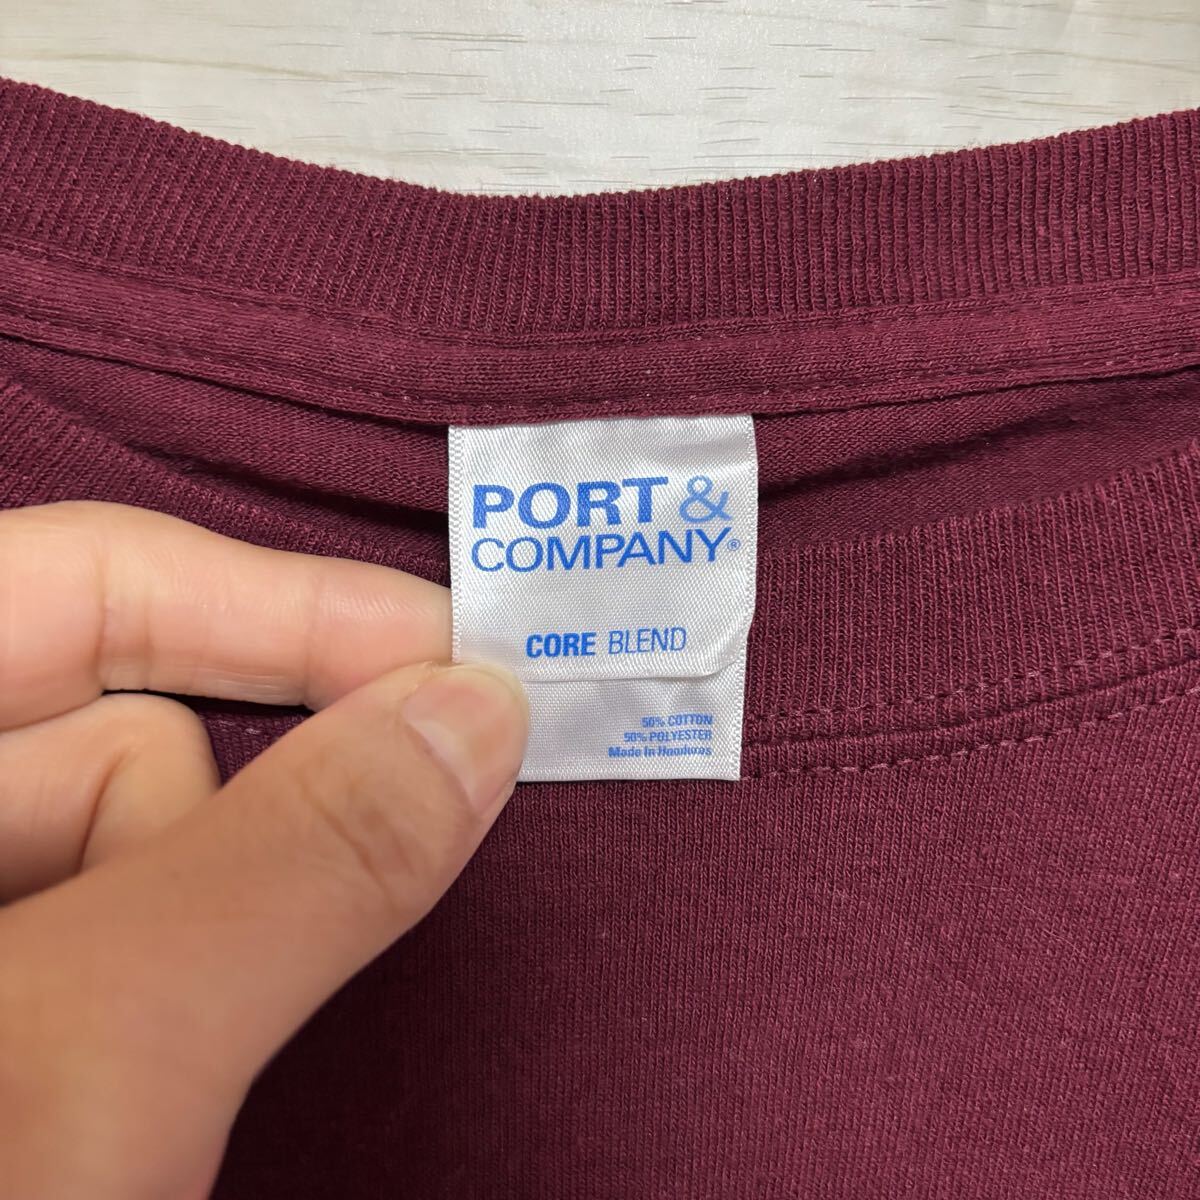 PORT &
COMPANY®
CORE BLEND
50% COTTON
50% POLYESTER
Made In Honduras